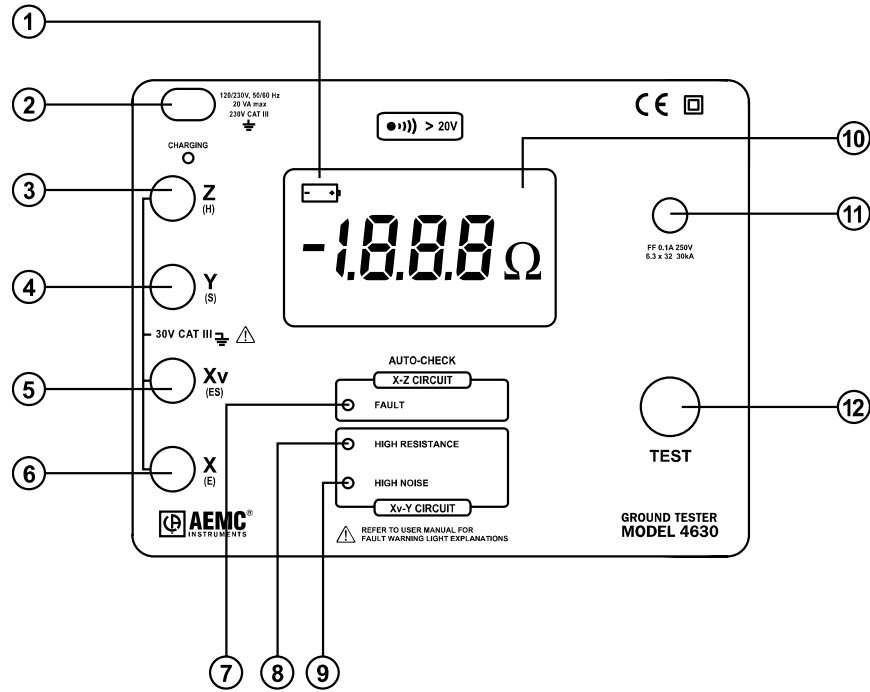 1
2
120/230V, 50/60 Hz
20 VA max
230V CAT III
CHARGING
> 20V
CE
10
3
Z
(H)
- +
-1.8.8.8 Ω
11
FF 0.1A 250V
6.3 x 32 30kA
4
Y
(S)
30V CAT III
5
Xv
(ES)
AUTO-CHECK
X-Z CIRCUIT
FAULT
12
TEST
6
X
(E)
HIGH RESISTANCE
HIGH NOISE
Xv-Y CIRCUIT
AEMC®
INSTRUMENTS
REFER TO USER MANUAL FOR
FAULT WARNING LIGHT EXPLANATIONS
GROUND TESTER
MODEL 4630
7
8
9